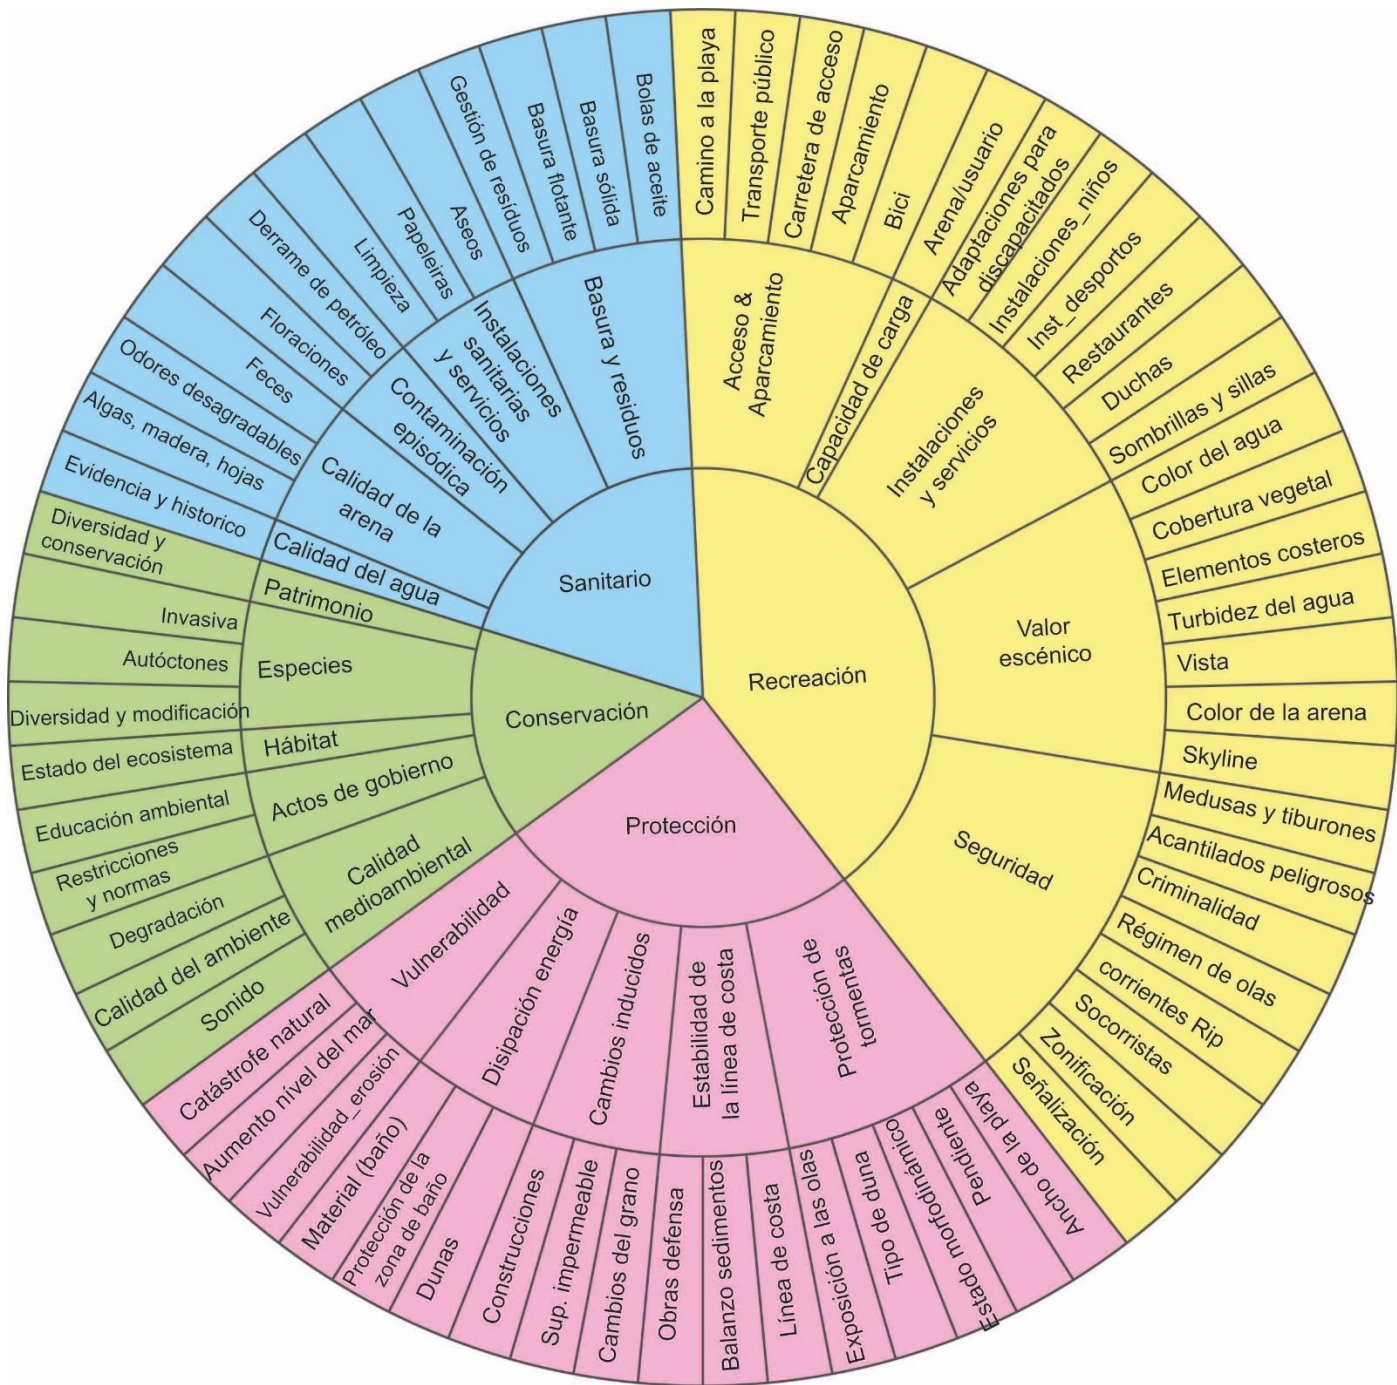 Sanitario
Recreación
Conservación
Protección
Acceso &
Aparcamiento
Capacidad de carga
Instalaciones
y servicios
Valor
escénico
Seguridad
Protección de
tormentas
Estabilidad de
la línea de costa
Cambios inducidos
Disipación energía
Vulnerabilidad
Calidad
medioambiental
Actos de gobierno
Hábitat
Especies
Patrimonio
Calidad del agua
Calidad de la
arena
Contaminación
episódica
Instalaciones
sanitarias
y servicios
Basura y residuos
Camino a la playa
Transporte público
Carretera de acceso
Aparcamiento
Bici
Arena/usuario
Adaptaciones para
discapacitados
Instalaciones_niños
Inst_desportos
Restaurantes
Duchas
Sombrillas y sillas
Color del agua
Cobertura vegetal
Elementos costeros
Turbidez del agua
Vista
Color de la arena
Skyline
Medusas y tiburones
Acantilados peligrosos
Criminalidad
Régimen de olas
corrientes Rip
Socorristas
Zonificación
Señalización
Ancho de la playa
Pendiente
Estado morfodinámico
Tipo de duna
Exposición a las olas
Línea de costa
Balanzo sedimentos
Obras defensa
Cambios del grano
Sup. impermeable
Construcciones
Dunas
Protección de la
zona de baño
Material (baño)
Vulnerabilidad_erosión
Aumento nivel del mar
Catástrofe natural
Sonido
Calidad del ambiente
Degradación
Restricciones
y normas
Educación ambiental
Estado del ecosistema
Diversidad y modificación
Autóctones
Invasiva
Diversidad y
conservación
Evidencia y historico
Algas, madera, hojas
Odores desagradables
Feces
Floraciones
Derrame de petróleo
Limpieza
Papeleiras
Aseos
Gestión de resíduos
Basura flotante
Basura sólida
Bolas de aceite